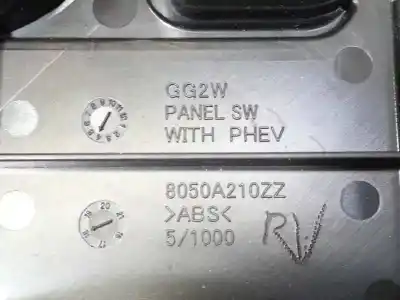 GG2W
PANEL SW
WITH PHEV
8050A210ZZ
>ABS<
5/1000
RV